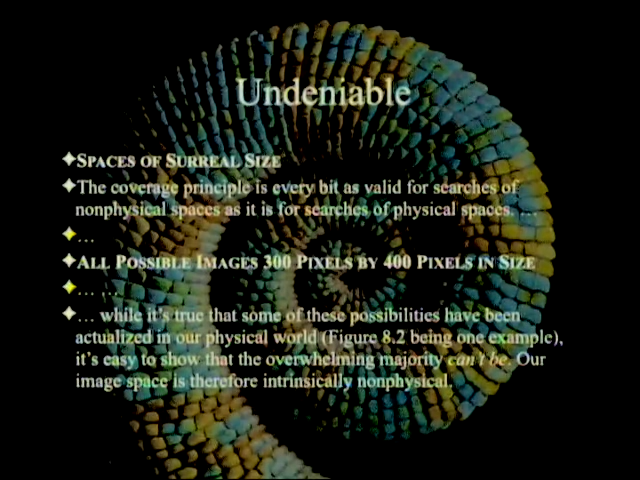 Undeniable
✦SPACES OF SURREAL SIZE
✦The coverage principle is every bit as valid for searches of
nonphysical spaces as it is for searches of physical spaces. …
✦…
✦ALL POSSIBLE IMAGES 300 PIXELS BY 400 PIXELS IN SIZE
✦… …
✦… while it's true that some of these possibilities have been
actualized in our physical world (Figure 8.2 being one example),
it's easy to show that the overwhelming majority can't be. Our
image space is therefore intrinsically nonphysical.